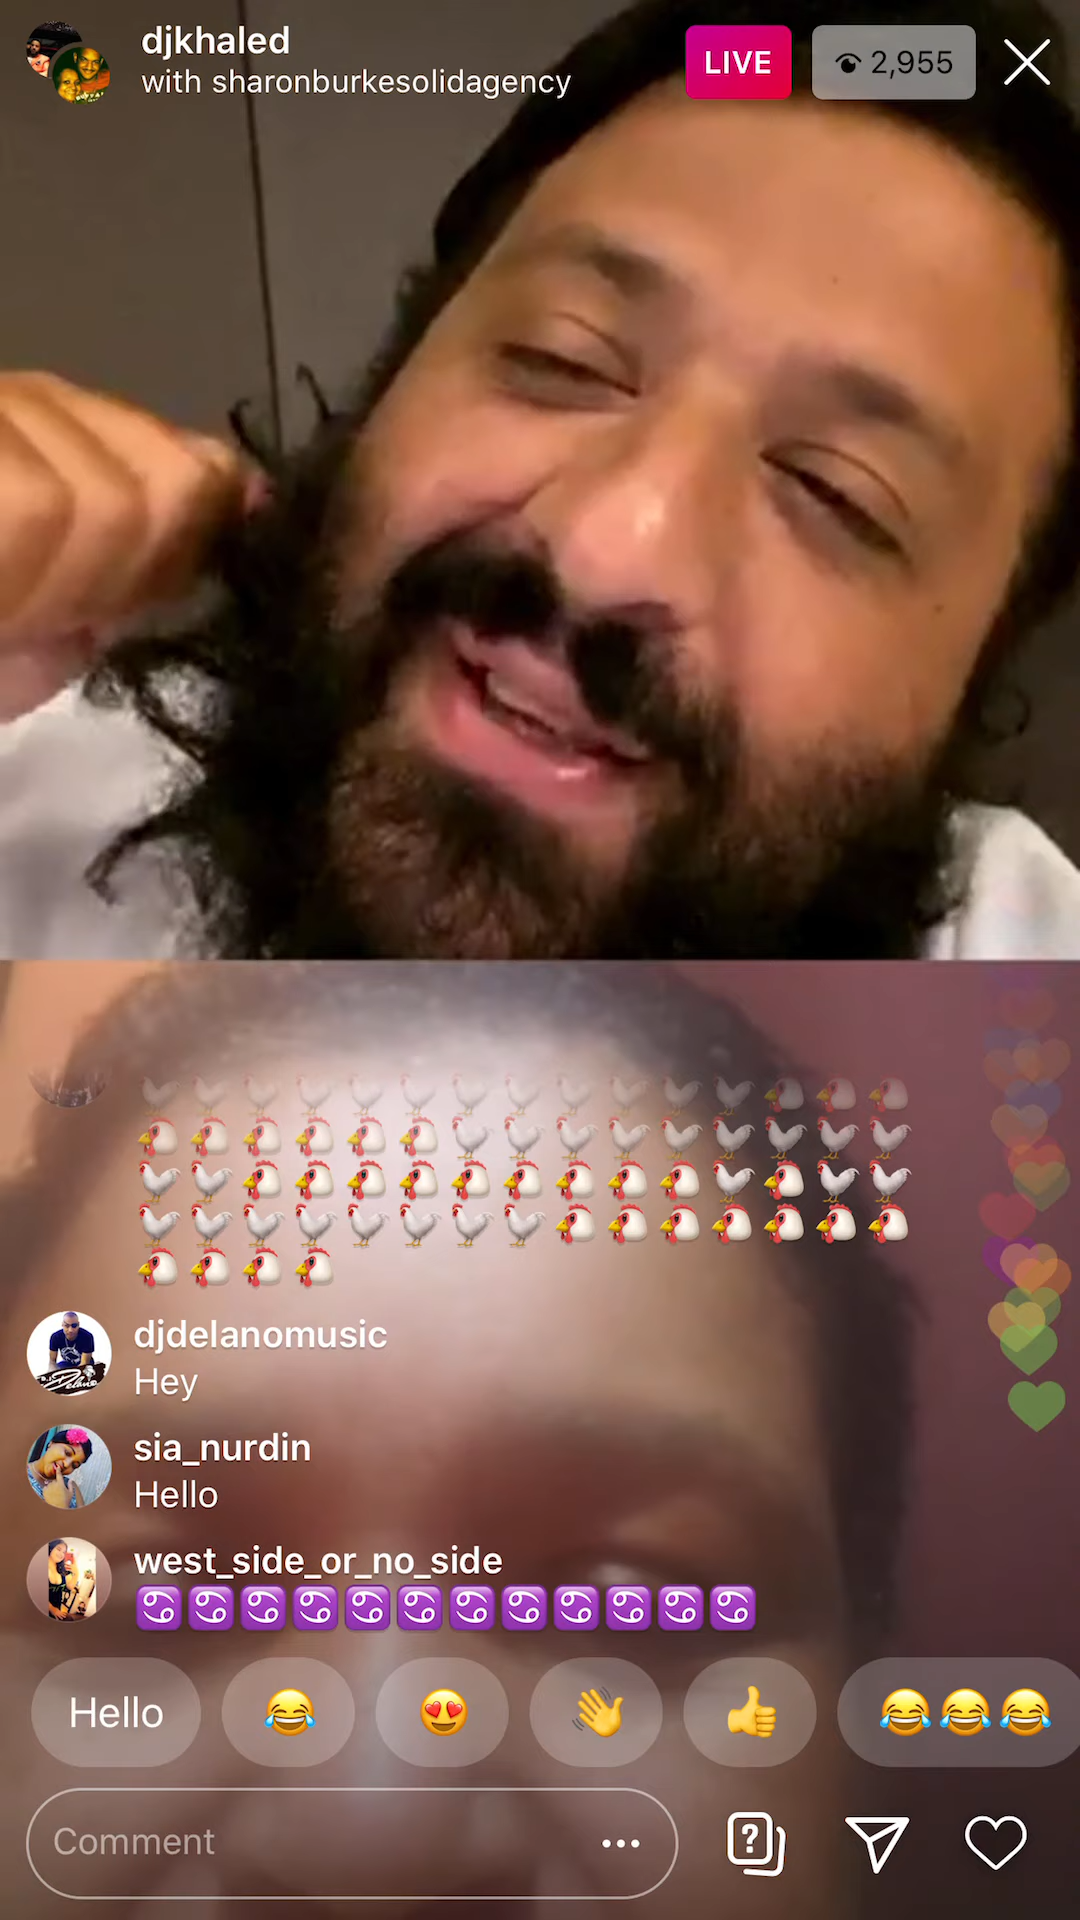 djkhaled
with sharonburkesolidagency
LIVE
2,955
🐓🐓🐓🐓🐓🐓🐓🐓🐓🐓🐓🐓🐔🐔🐔
🐔🐔🐔🐔🐔🐔🐓🐓🐓🐓🐓🐓🐓🐓🐓
🐓🐓🐔🐔🐔🐔🐔🐔🐔🐔🐔🐓🐔🐓🐓
🐓🐓🐓🐓🐓🐓🐓🐓🐔🐔🐔🐔🐔🐔🐔
🐔🐔🐔🐔
djdelanomusic
Hey
sia_nurdin
Hello
west_side_or_no_side
♋♋♋♋♋♋♋♋♋♋♋♋
Hello 😂 😍 👋 👍 😂😂😂
Comment